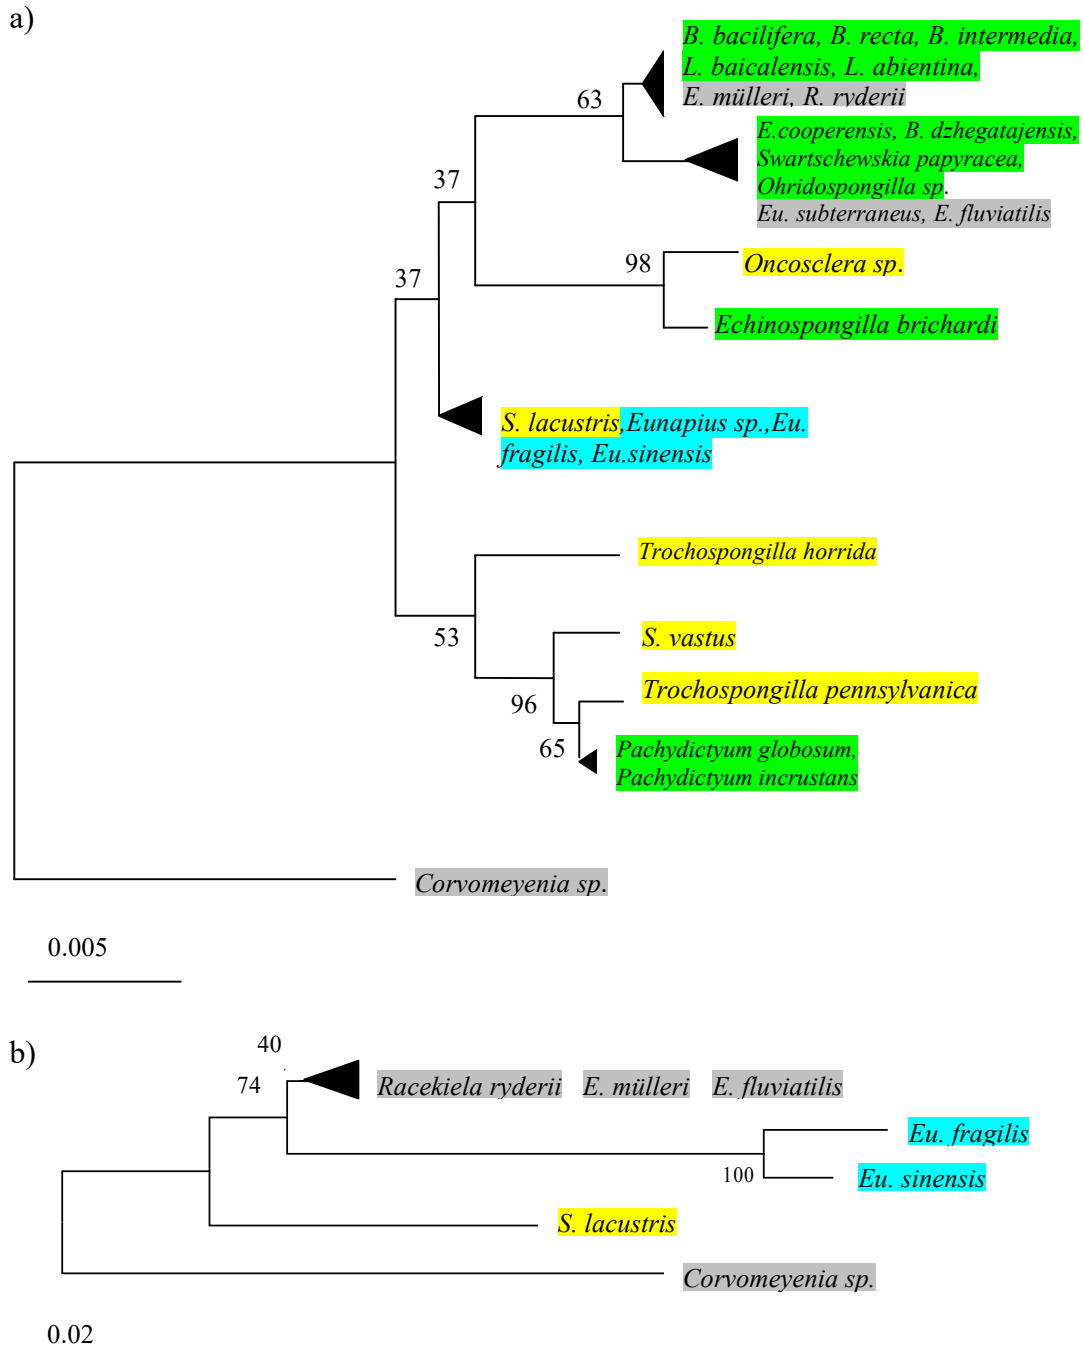 a)
B. bacilifera, B. recta, B. intermedia,
L. baicalensis, L. abientina,
E. mülleri, R. ryderii
63
E.cooperensis, B. dzhegatajensis,
Swartschewskia papyracea,
Ohridospongilla sp.
Eu. subterraneus, E. fluviatilis
37
98
Oncosclera sp.
37
Echinospongilla brichardi
S. lacustris,Eunapius sp.,Eu.
fragilis, Eu.sinensis
Trochospongilla horrida
53
S. vastus
Trochospongilla pennsylvanica
96
65
Pachydictyum globosum,
Pachydictyum incrustans
Corvomeyenia sp.
0.005
b)
40
74
Racekiela ryderii E. mülleri E. fluviatilis
Eu. fragilis
100
Eu. sinensis
S. lacustris
Corvomeyenia sp.
0.02